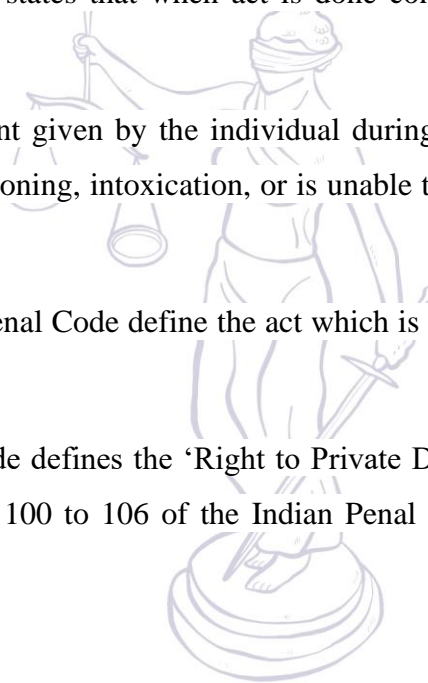 states that when act is done con
nt given by the individual during
oning, intoxication, or is unable t
enal Code define the act which is
de defines the ‘Right to Private D
100 to 106 of the Indian Penal